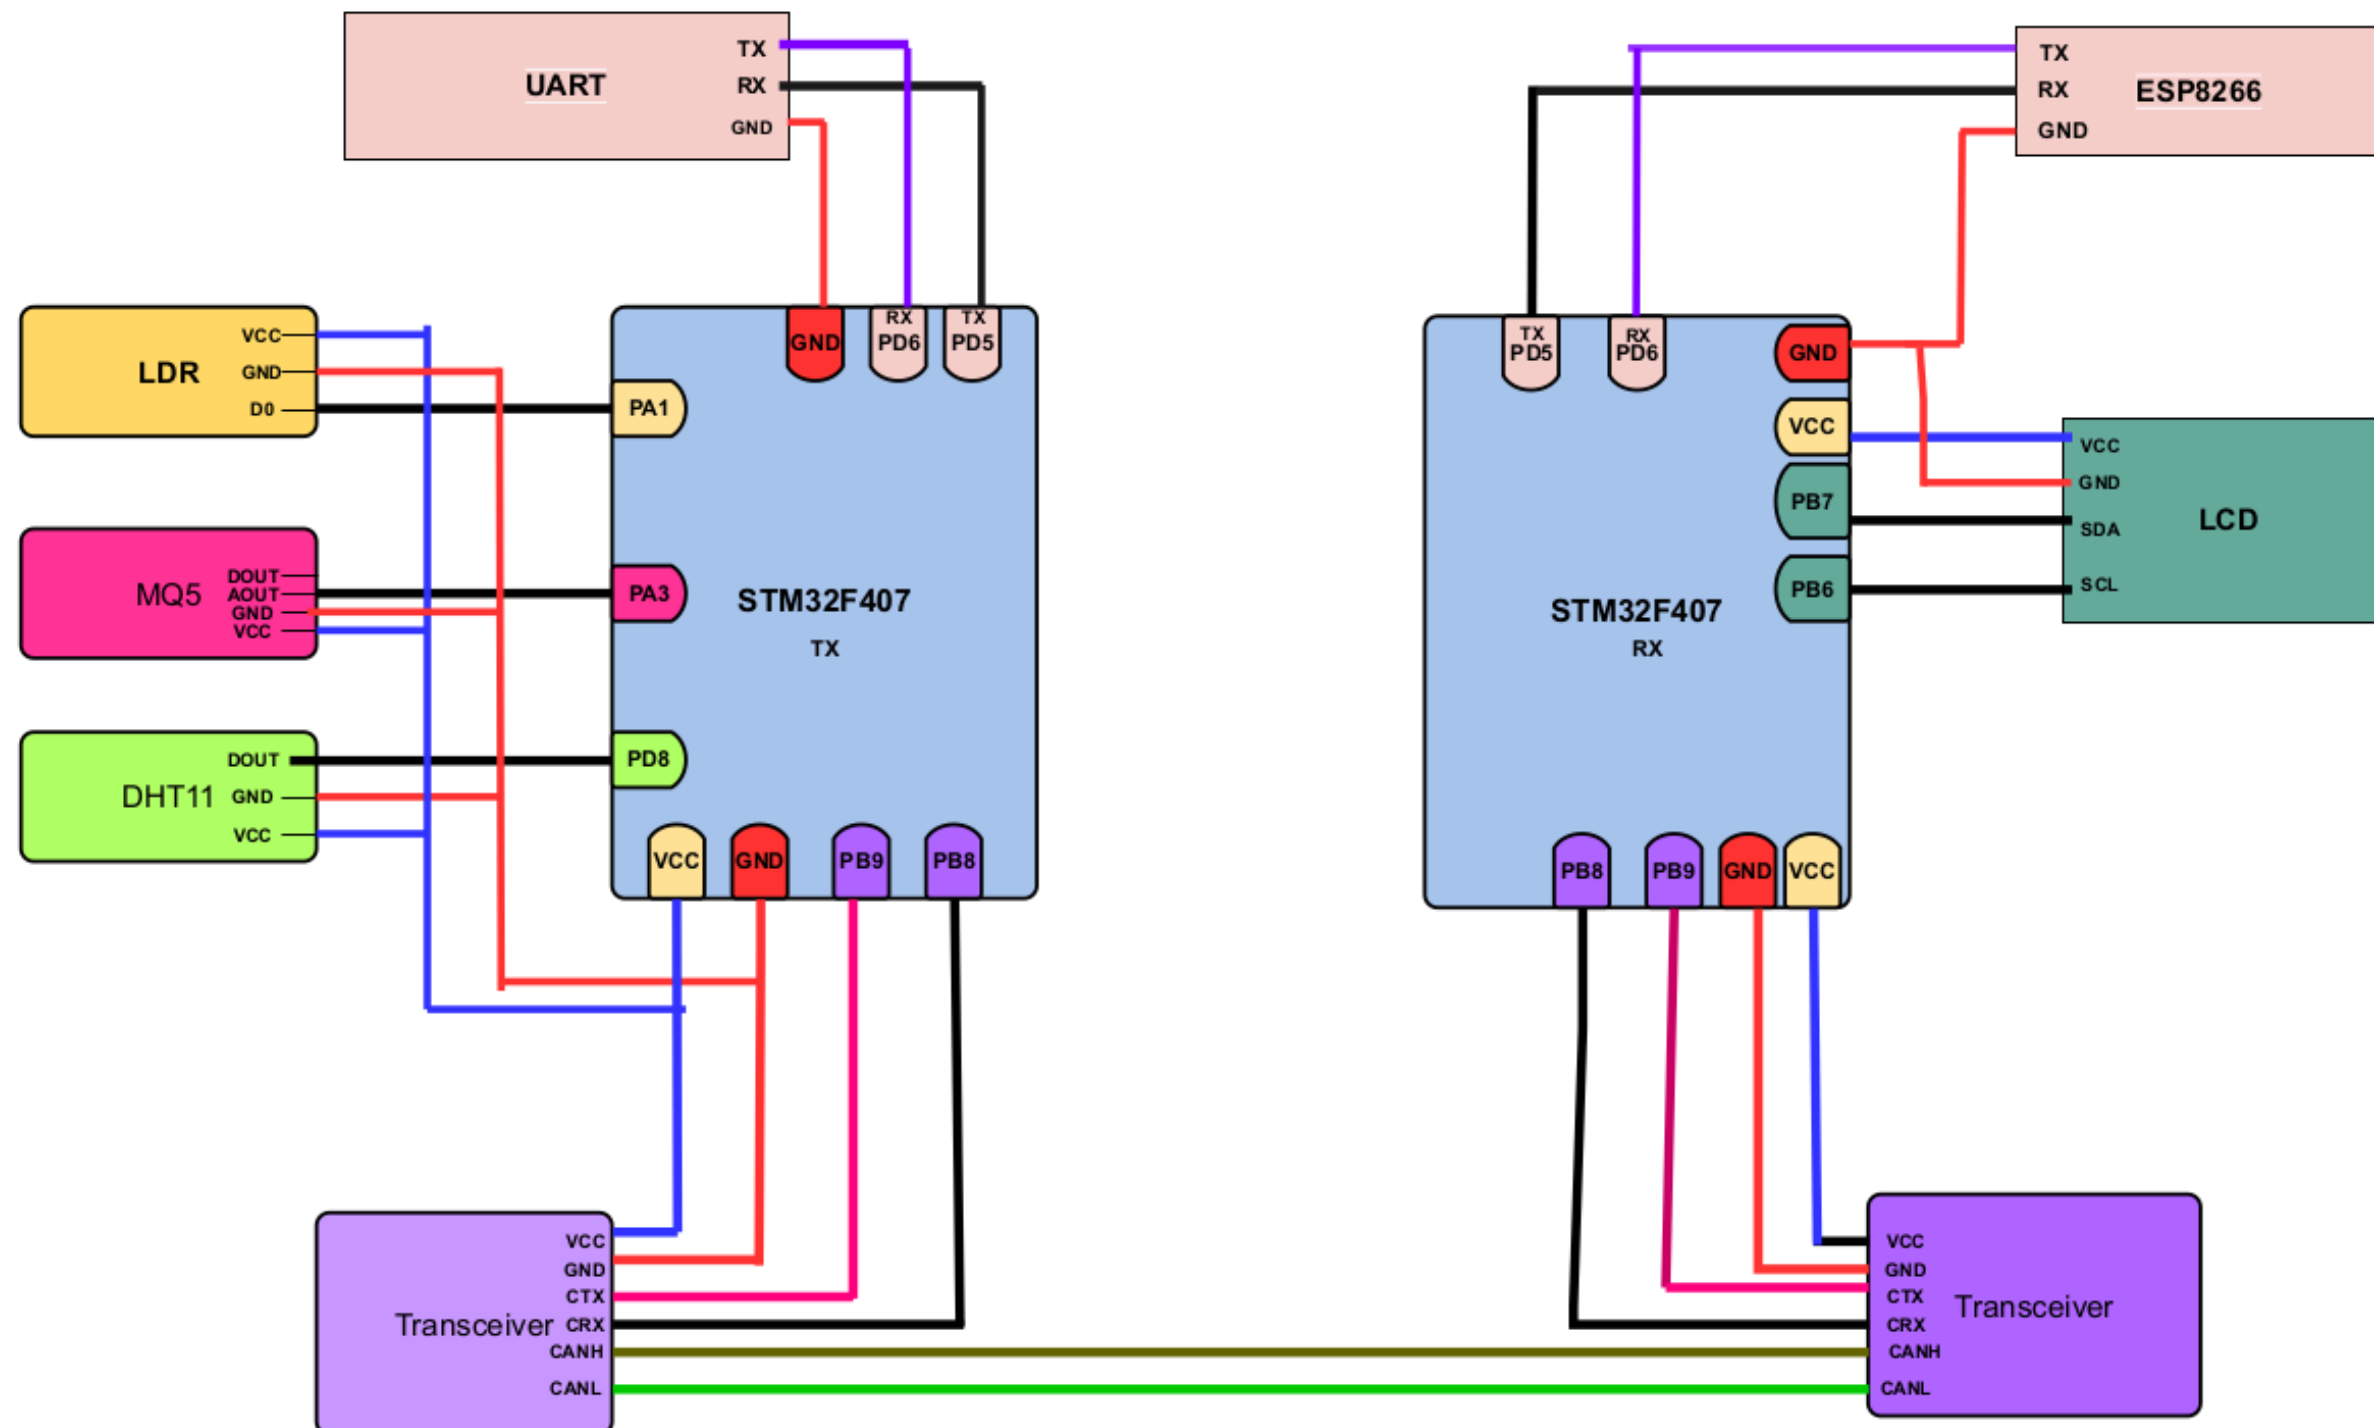 TX
UART
RX
GND
TX
RX
ESP8266
GND
VCC
LDR
GND
D0
GND
RX
PD6
TX
PD5
PA1
TX
PD5
RX
PD6
GND
VCC
PB7
PB6
VCC
GND
SDA
LCD
SCL
DOUT
MQ5
AOUT
GND
VCC
PA3
STM32F407
TX
STM32F407
RX
DOUT
DHT11
GND
VCC
PD8
VCC
GND
PB9
PB8
PB8
PB9
GND
VCC
VCC
GND
CTX
Transceiver
CRX
CANH
CANL
VCC
GND
CTX
Transceiver
CRX
CANH
CANL